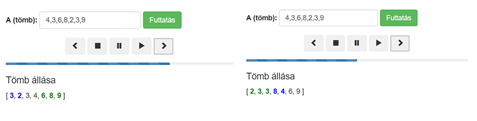 A (tömb): 4,3,6,8,2,3,9 Futtatás
Tömb állása
[ 3, 2, 3, 4, 6, 8, 9 ]
A (tömb): 4,3,6,8,2,3,9 Futtatás
Tömb állása
[ 2, 3, 3, 8, 4, 6, 9 ]